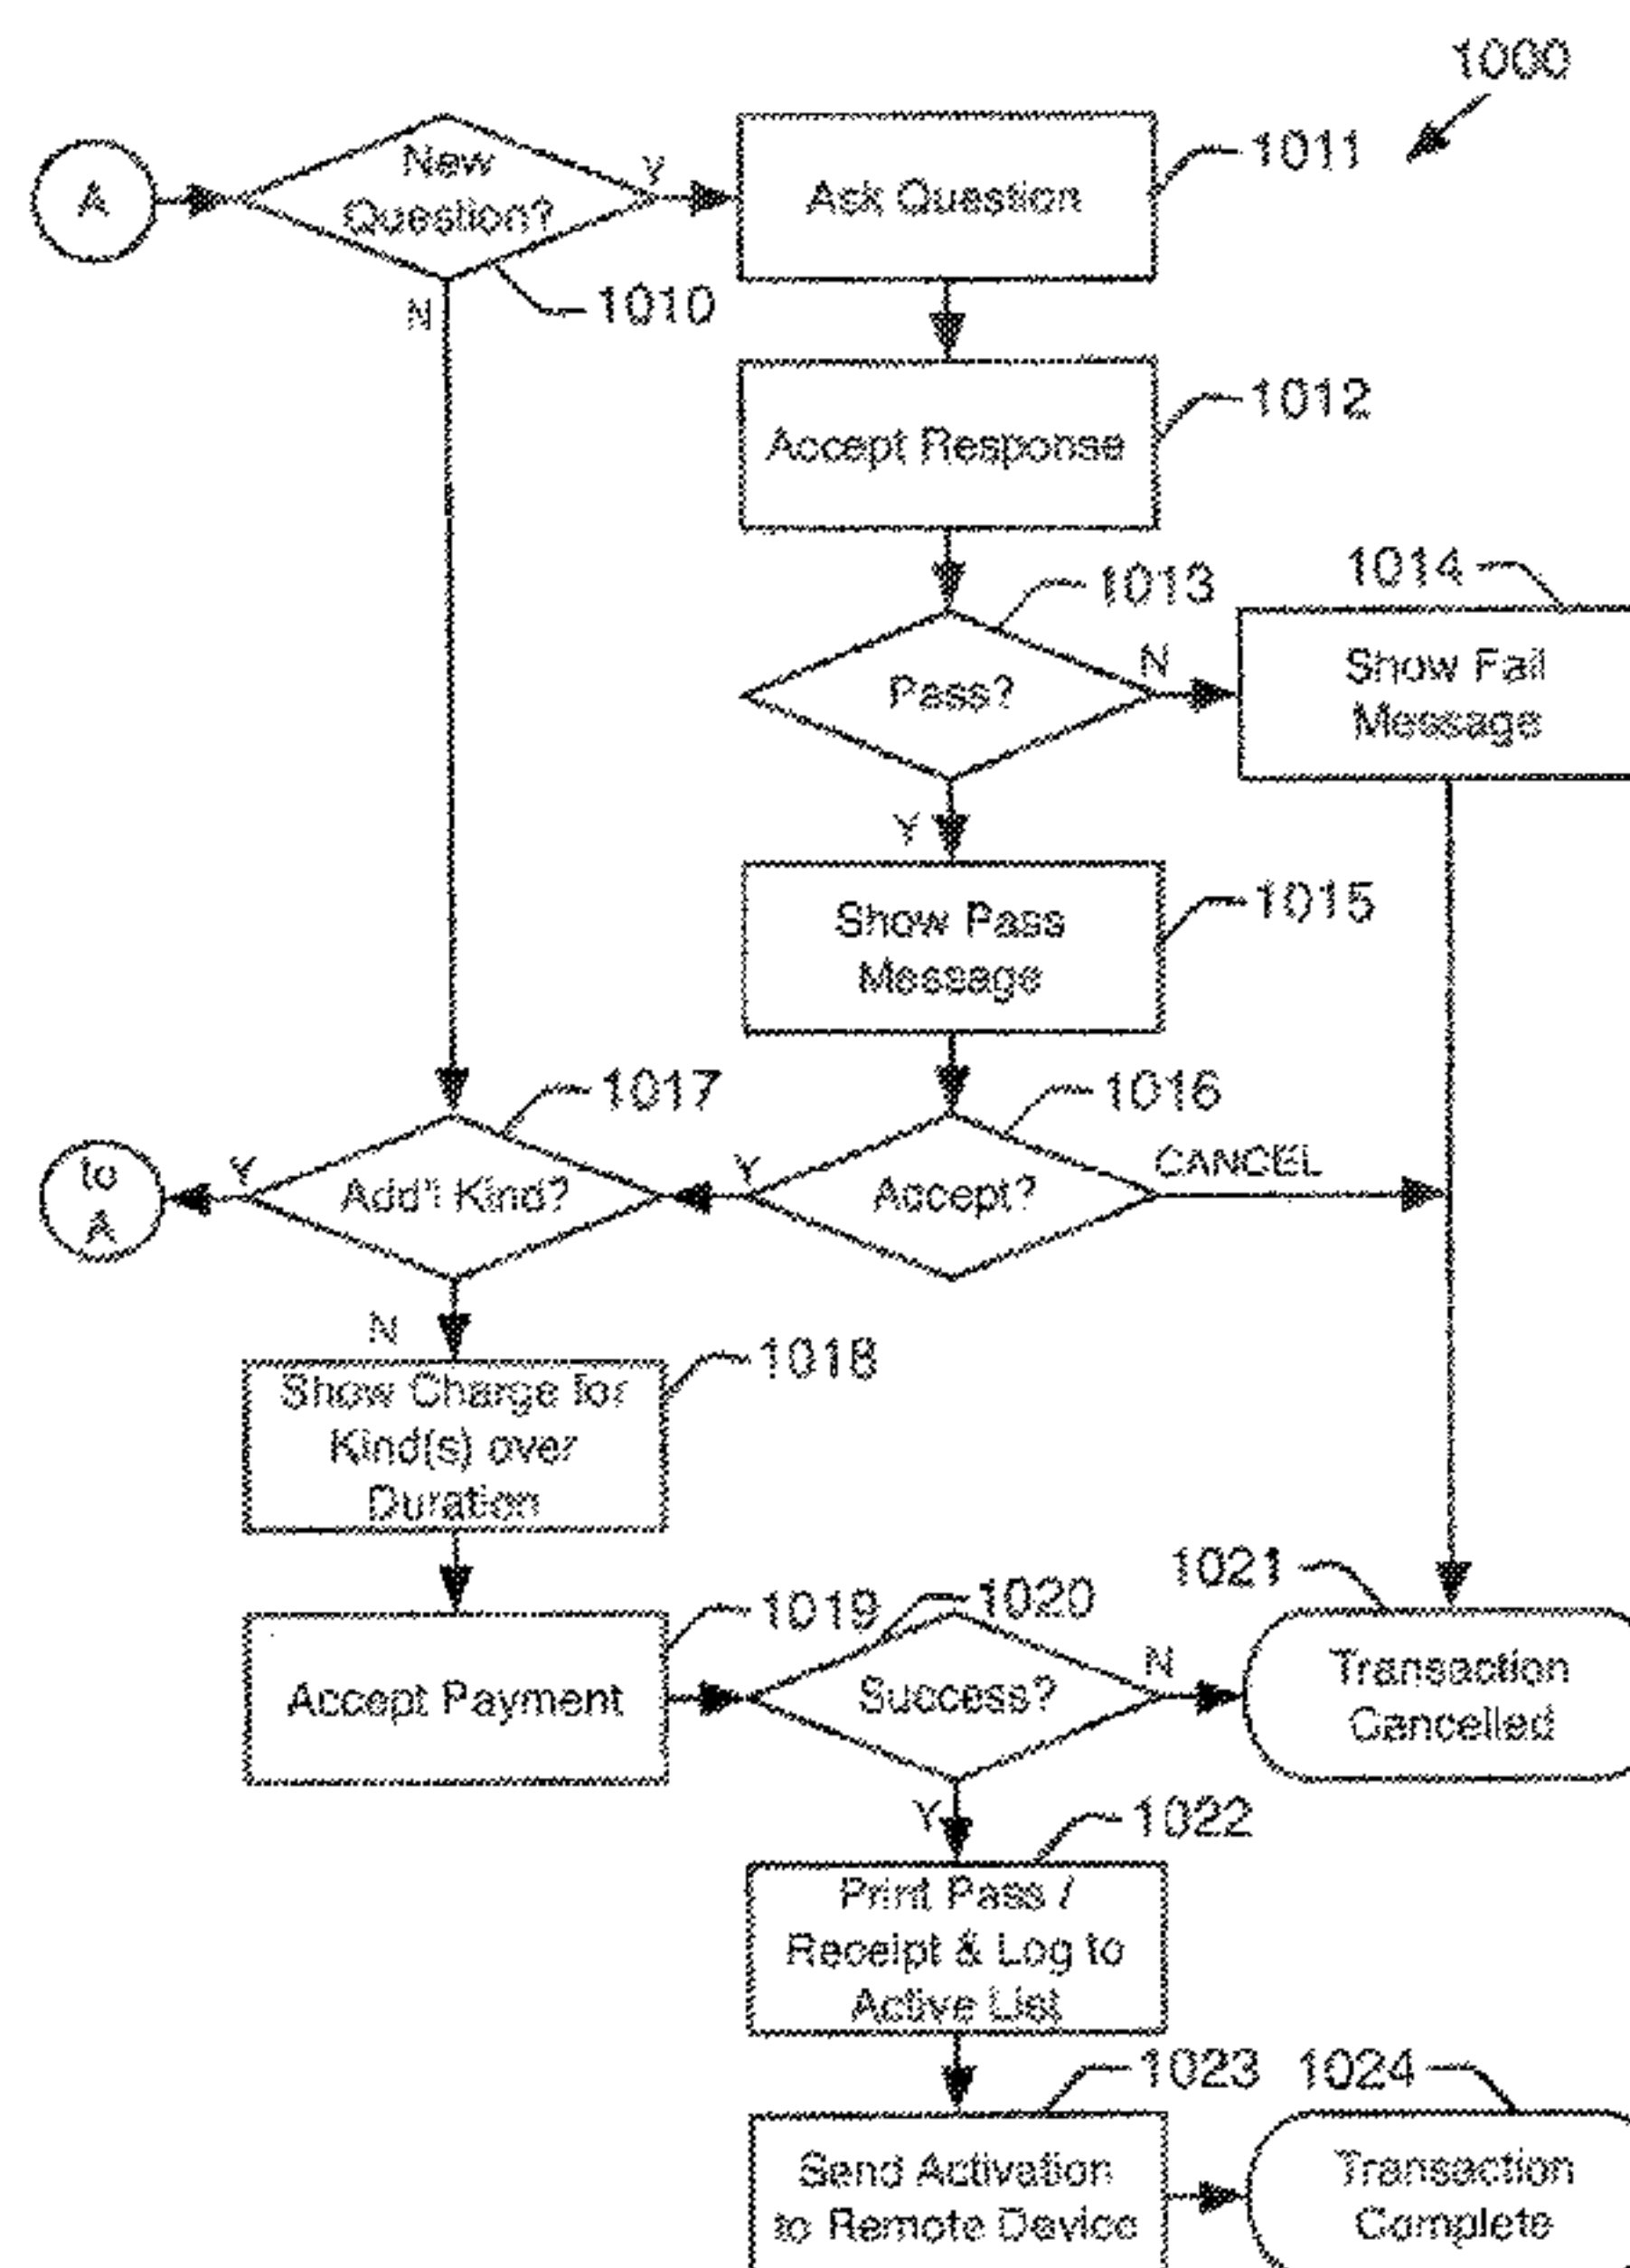 1000
A
New
Question?
Y
Ask Question
1011
N
1010
Accept Response
1012
1013
1014
Pass?
N
Show Fail
Message
Y
Show Pass
Message
1015
1017
1016
to
A
Y
Add'l Kind?
Y
Accept?
CANCEL
N
1018
Show Charge for
Kind(s) over
Duration
1019
1020
1021
Accept Payment
Success?
N
Transaction
Cancelled
Y
1022
Print Pass /
Receipt & Log to
Active List
1023
1024
Send Activation
to Remote Device
Transaction
Complete